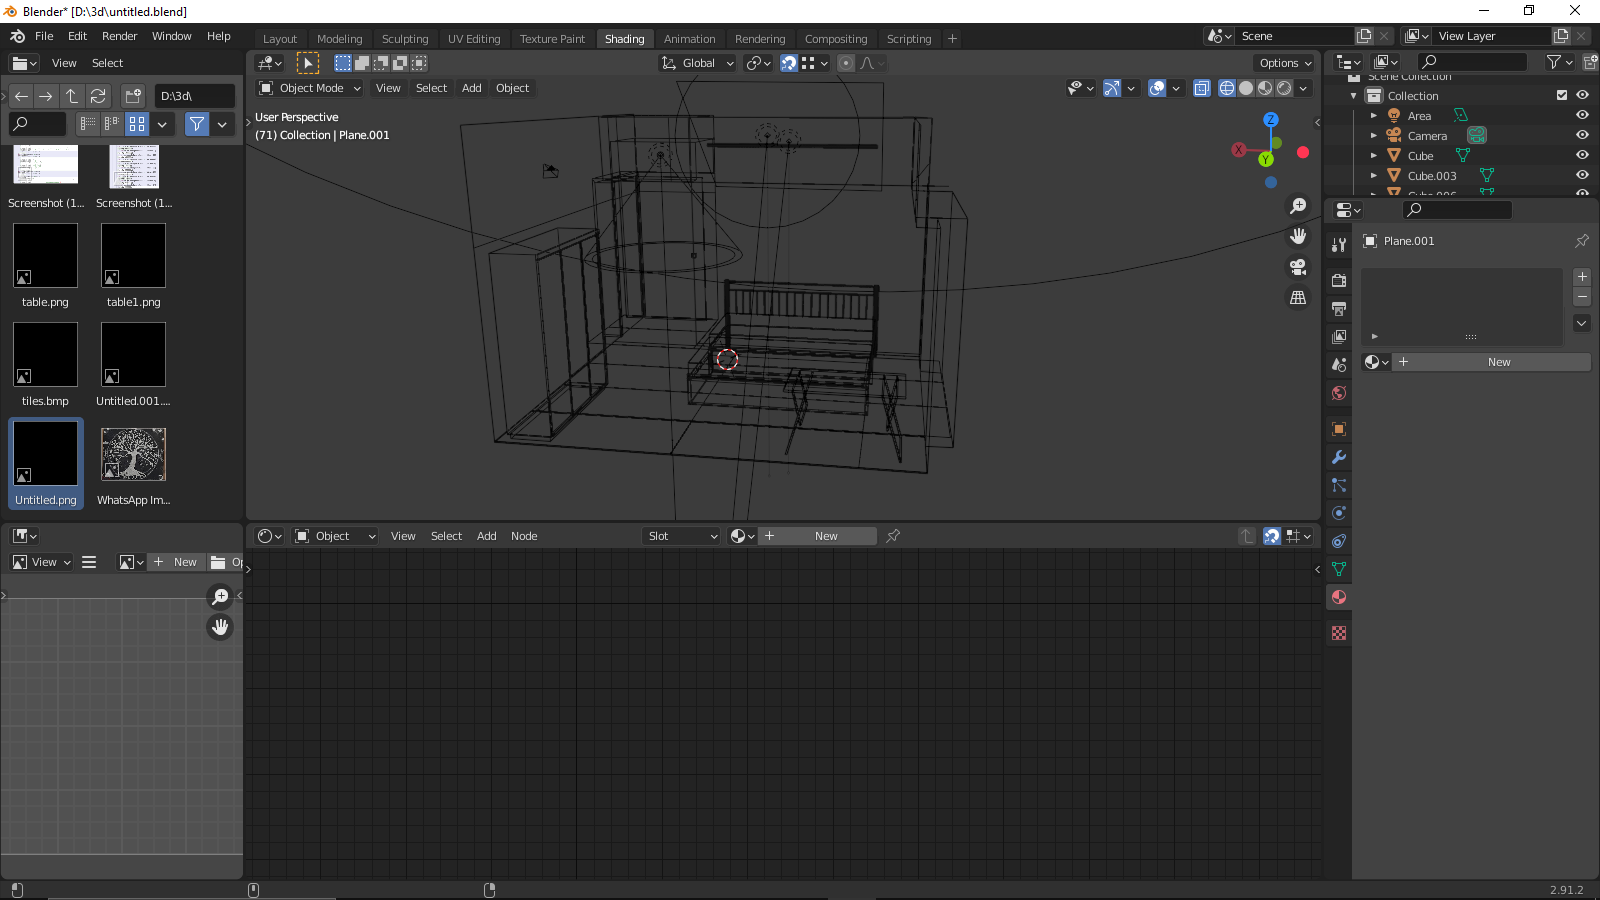 Blender* [D:\3d\untitled.blend]
File Edit Render Window Help
Layout Modeling Sculpting UV Editing Texture Paint Shading Animation Rendering Compositing Scripting +
Scene
View Layer
View Select
Global
Options
Scene Collection
D:\3d\
Object Mode View Select Add Object
Collection
User Perspective
(71) Collection | Plane.001
Area
Camera
Cube
Cube.003
Cube.006
Z
X
Y
Screenshot (1... Screenshot (1...
Plane.001
table.png table1.png
New
tiles.bmp Untitled.001....
Untitled.png WhatsApp Im...
Object View Select Add Node Slot New
View New Op
2.91.2